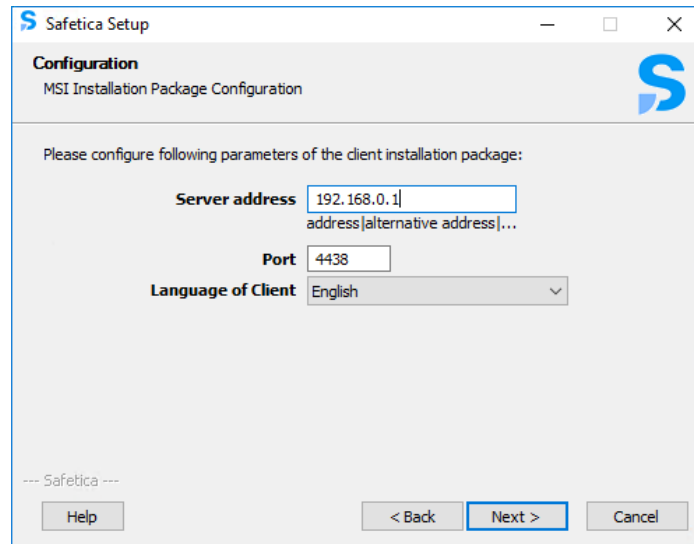 Safetica Setup
Configuration
MSI Installation Package Configuration
Please configure following parameters of the client installation package:
Server address 192.168.0.1
address|alternative address|...
Port 4438
Language of Client English
--- Safetica ---
Help < Back Next > Cancel